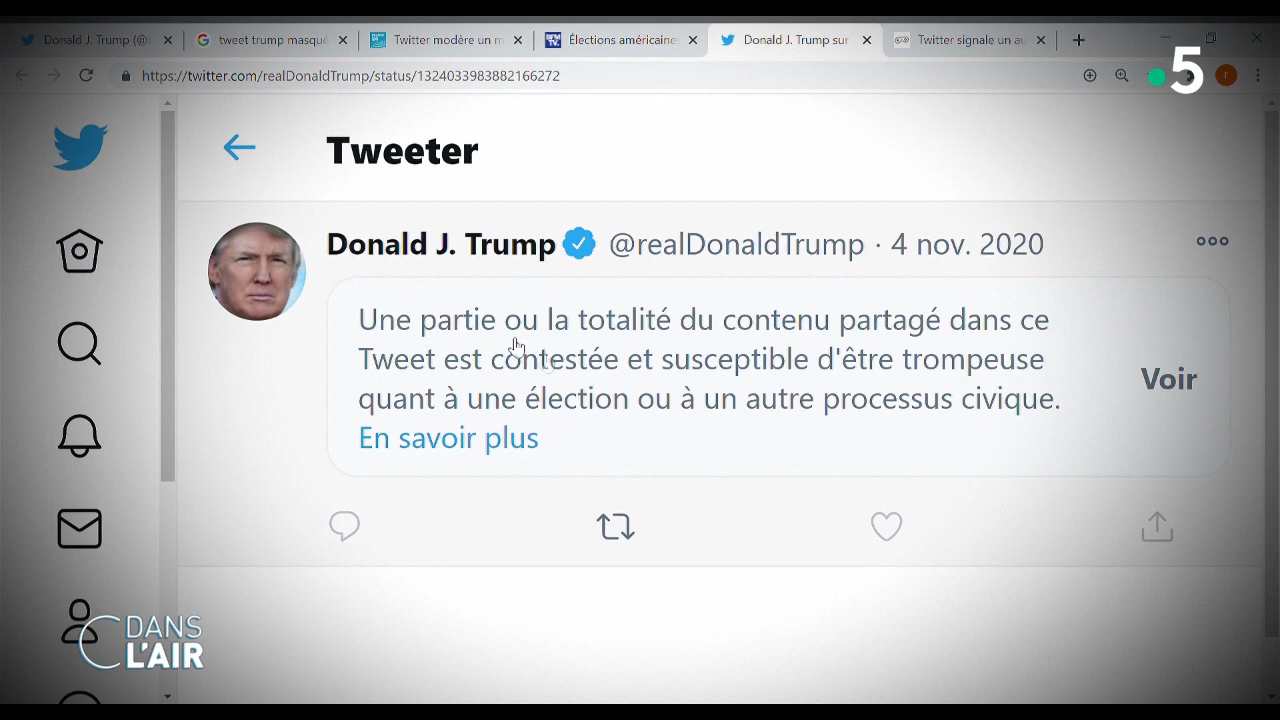 Donald J. Trump (@r
tweet trump masqué
Twitter modère un m
BFM TV.
Élections américaine
Donald J. Trump sur
Twitter signale un au
https://twitter.com/realDonaldTrump/status/1324033983882166272
r
5
Tweeter
Donald J. Trump @realDonaldTrump · 4 nov. 2020
Une partie ou la totalité du contenu partagé dans ce
Tweet est contestée et susceptible d'être trompeuse
quant à une élection ou à un autre processus civique.
En savoir plus
Voir
C DANS
L'AIR